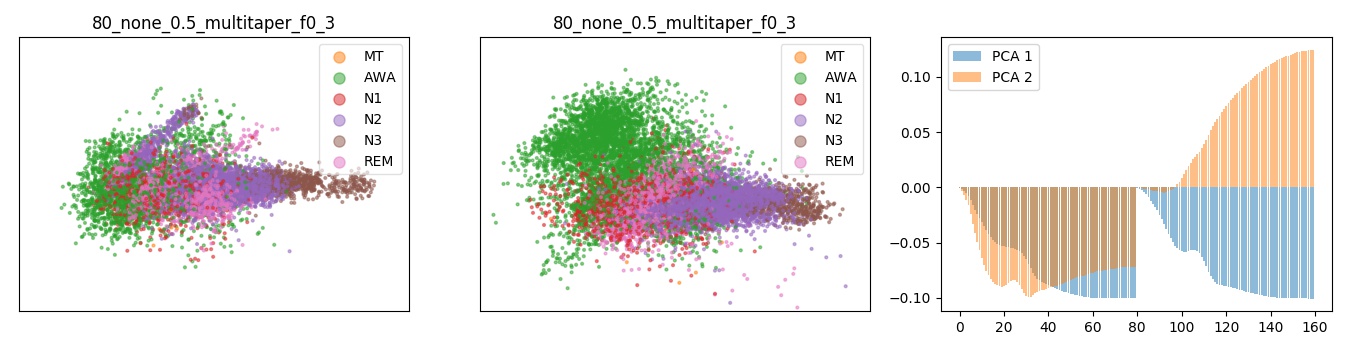 80_none_0.5_multitaper_f0_3
MT
AWA
N1
N2
N3
REM
80_none_0.5_multitaper_f0_3
MT
AWA
N1
N2
N3
REM
PCA 1
PCA 2
0.10
0.05
0.00
−0.05
−0.10
0 20 40 60 80 100 120 140 160